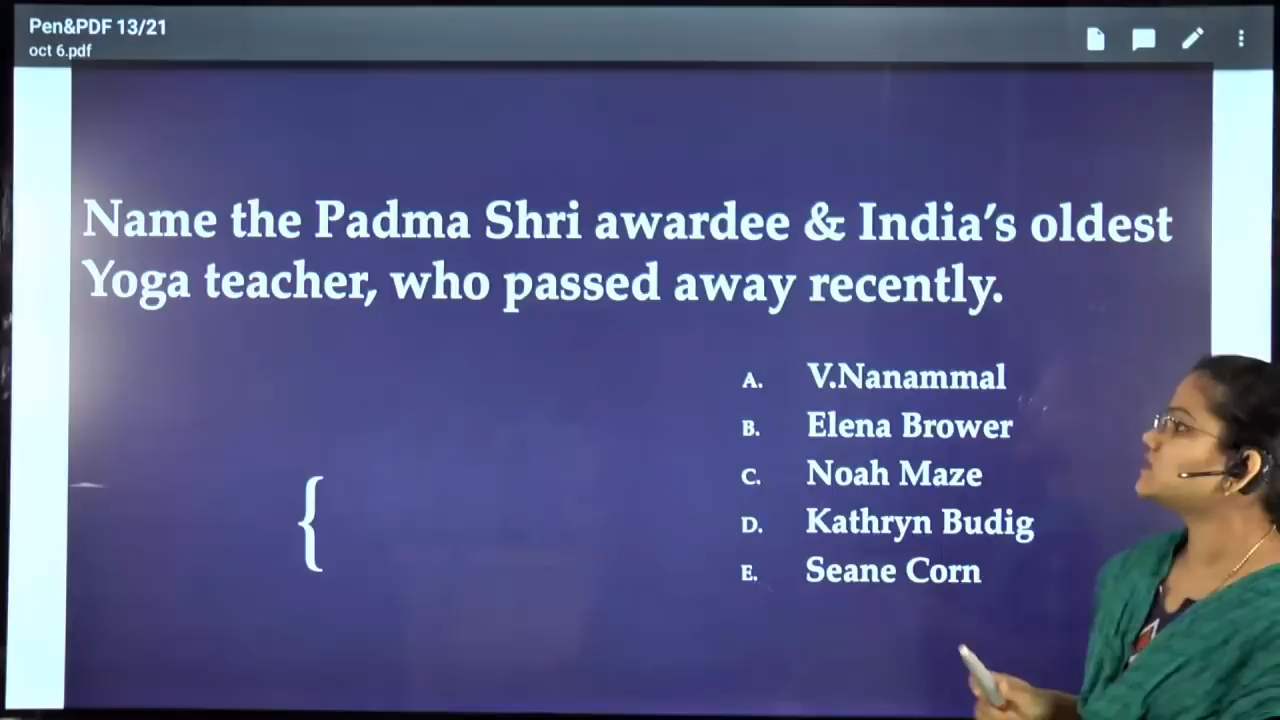 Pen&PDF 13/21
oct 6.pdf
Name the Padma Shri awardee & India's oldest
Yoga teacher, who passed away recently.
A. V.Nanammal
B. Elena Brower
C. Noah Maze
D. Kathryn Budig
E. Seane Corn
{